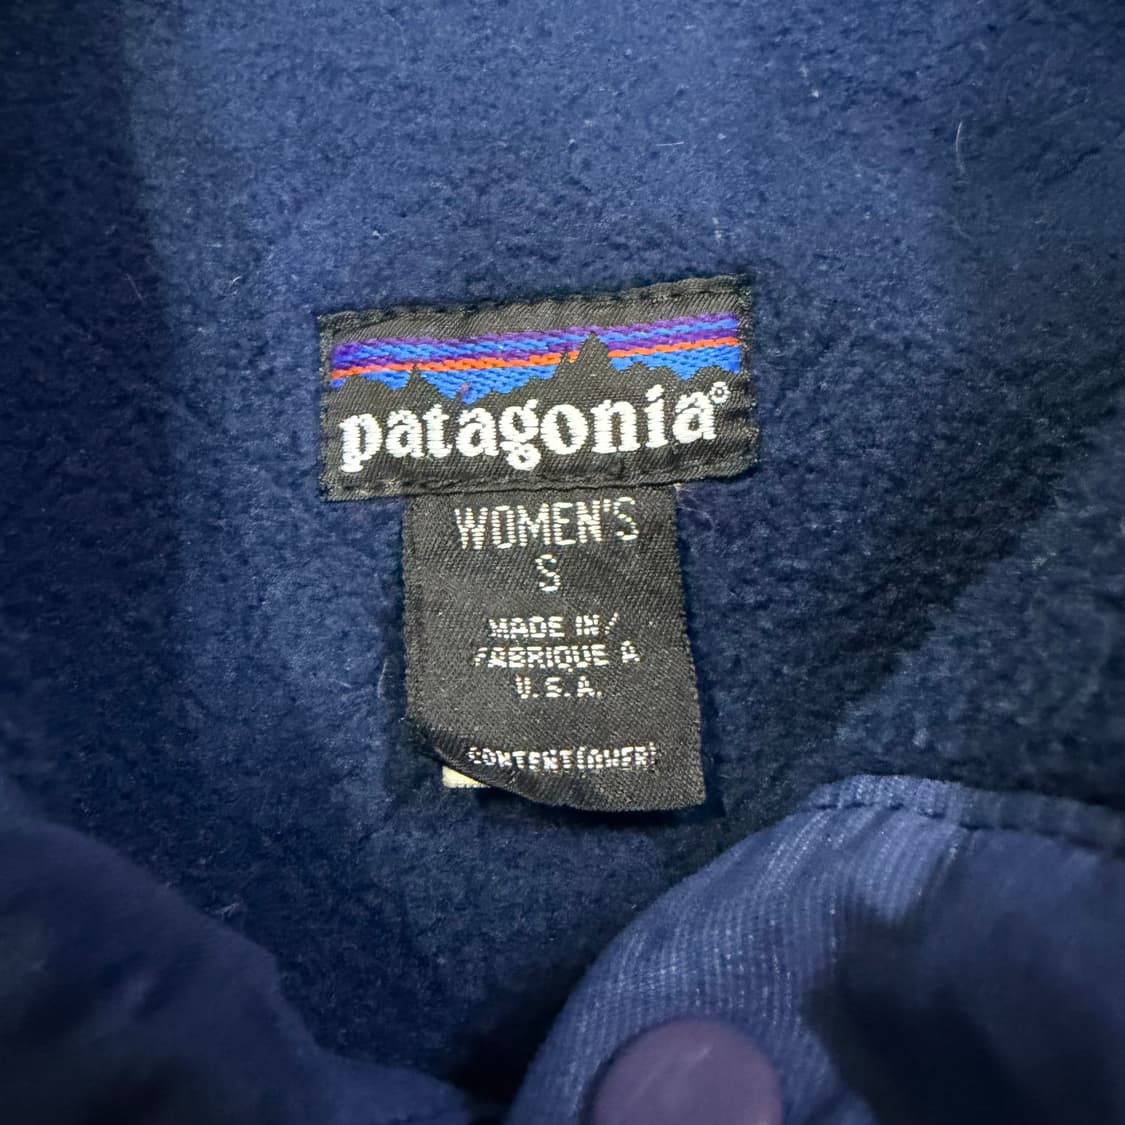 patagonia®
WOMEN'S
S
MADE IN/
FABRIQUE A
U.S.A.
CONTENT(OVER)